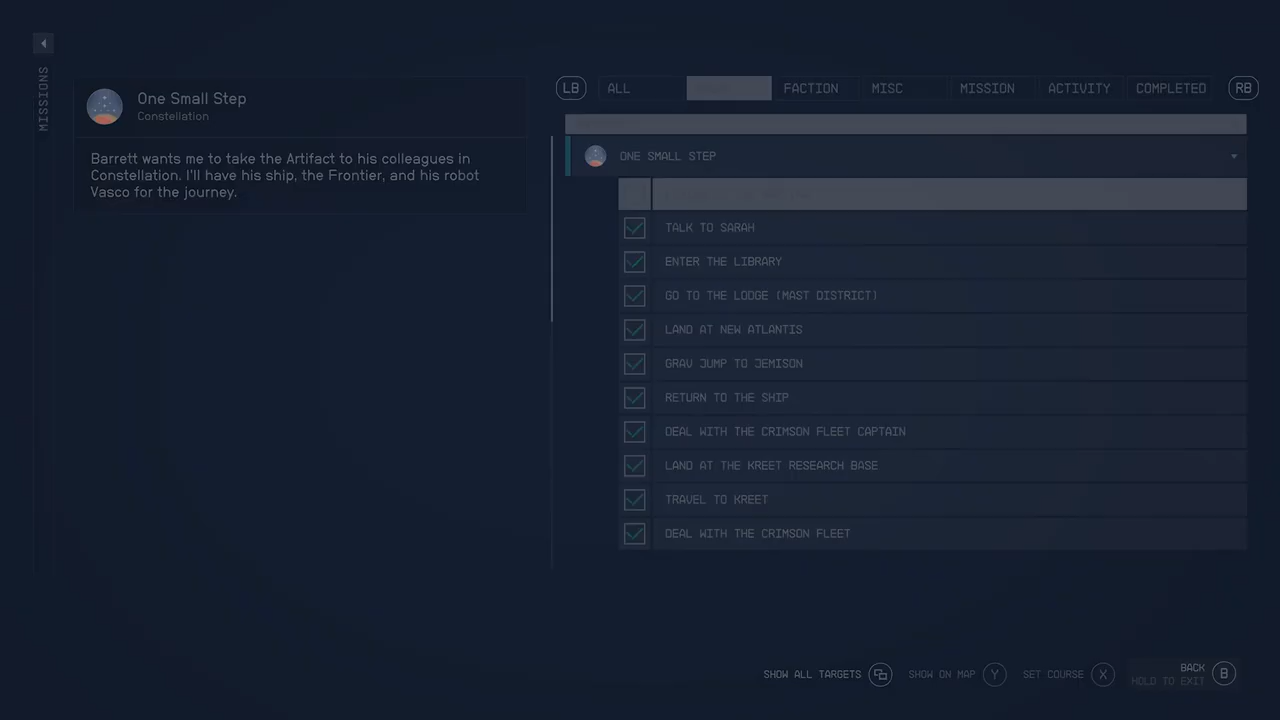 MISSIONS
One Small Step
Constellation
Barrett wants me to take the Artifact to his colleagues in
Constellation. I'll have his ship, the Frontier, and his robot
Vasco for the journey.
LB
ALL
FACTION
MISC
MISSION
ACTIVITY
COMPLETED
RB
ONE SMALL STEP
TALK TO SARAH
ENTER THE LIBRARY
GO TO THE LODGE (MAST DISTRICT)
LAND AT NEW ATLANTIS
GRAV JUMP TO JEMISON
RETURN TO THE SHIP
DEAL WITH THE CRIMSON FLEET CAPTAIN
LAND AT THE KREET RESEARCH BASE
TRAVEL TO KREET
DEAL WITH THE CRIMSON FLEET
SHOW ALL TARGETS
SHOW ON MAP Y
SET COURSE X
BACK B
HOLD TO EXIT